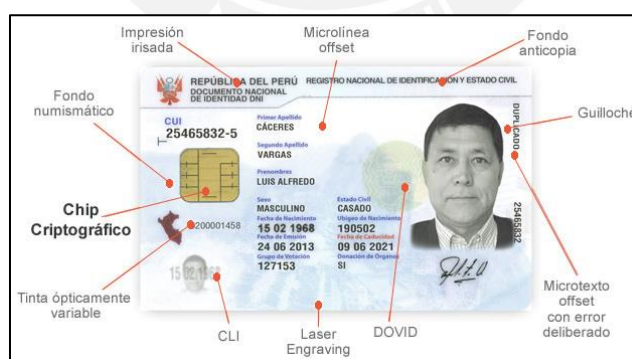 Impresión
irisada
Microlínea
offset
Fondo
anticopia
REPÚBLICA DEL PERÚ REGISTRO NACIONAL DE IDENTIFICACIÓN Y ESTADO CIVIL
DOCUMENTO NACIONAL
DE IDENTIDAD DNI
Fondo
numismático
Guilloche
CUI
25465832-5
Primer Apellido
CÁCERES
Segundo Apellido
VARGAS
Prenombres
LUIS ALFREDO
DUPLICADO
Chip
Criptográfico
Sexo Estado Civil
MASCULINO CASADO
Fecha de Nacimiento Ubigeo de Nacimiento
15 02 1968 190502
Fecha de Emisión Fecha de Caducidad
24 06 2013 09 06 2021
Grupo de Votación Donación de Órganos
127153 SI
200001458
25465832
15 02 1968
Tinta ópticamente
variable
CLI
Laser
Engraving
DOVID
Microtexto
offset
con error
deliberado